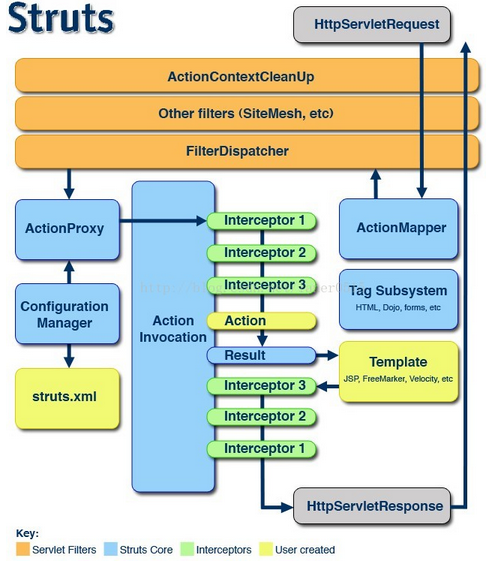 Struts
HttpServletRequest
ActionContextCleanUp
Other filters (SiteMesh, etc)
FilterDispatcher
ActionProxy
Interceptor 1
ActionMapper
Interceptor 2
Interceptor 3
Tag Subsystem
HTML, Dojo, forms, etc
Configuration
Manager
Action
Invocation
Action
Result
Template
JSP, FreeMarker, Velocity, etc
struts.xml
Interceptor 3
Interceptor 2
Interceptor 1
HttpServletResponse
Key:
Servlet Filters
Struts Core
Interceptors
User created